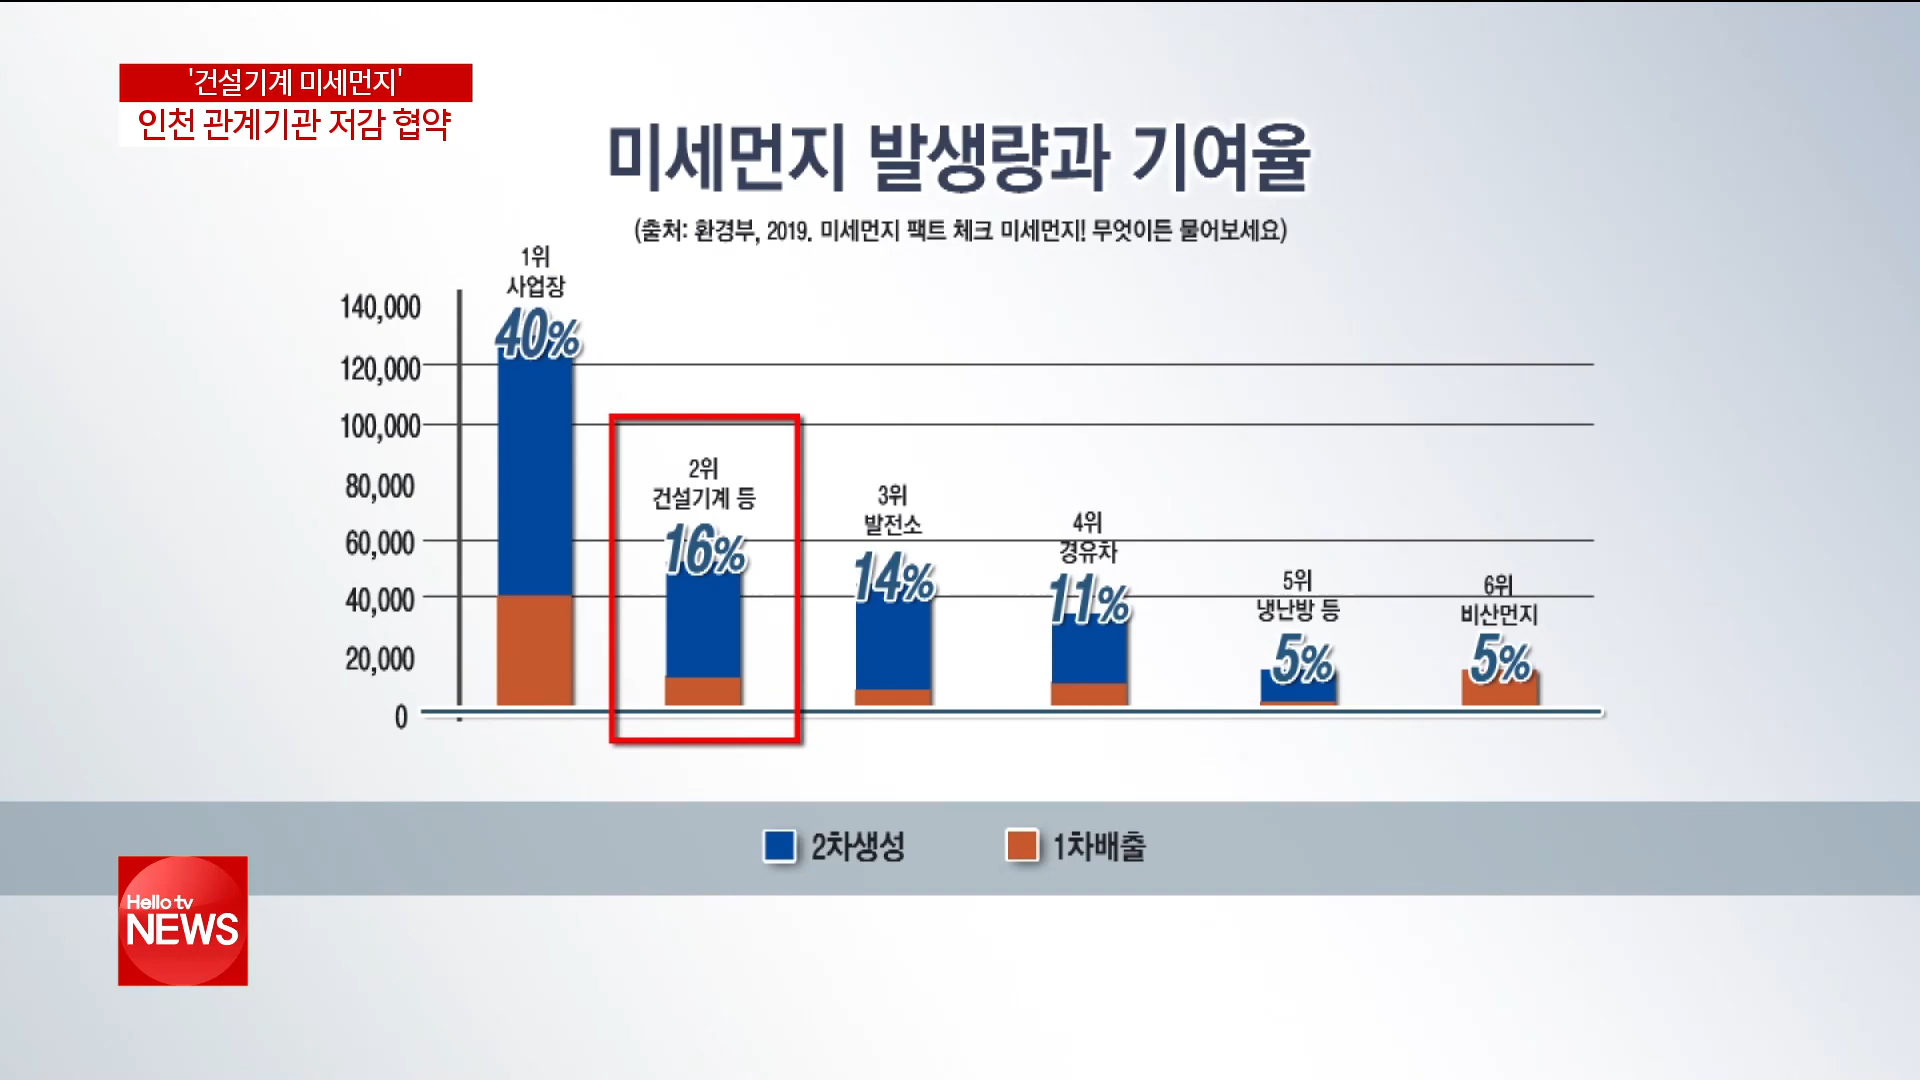 '건설기계 미세먼지'
인천 관계기관 저감 협약
미세먼지 발생량과 기여율
(출처: 환경부, 2019. 미세먼지 팩트 체크 미세먼지! 무엇이든 물어보세요)
140,000
120,000
100,000
80,000
60,000
40,000
20,000
0
1위
사업장
40%
2위
건설기계 등
16%
3위
발전소
14%
4위
경유차
11%
5위
냉난방 등
5%
6위
비산먼지
5%
2차생성
1차배출
Hello tv
NEWS